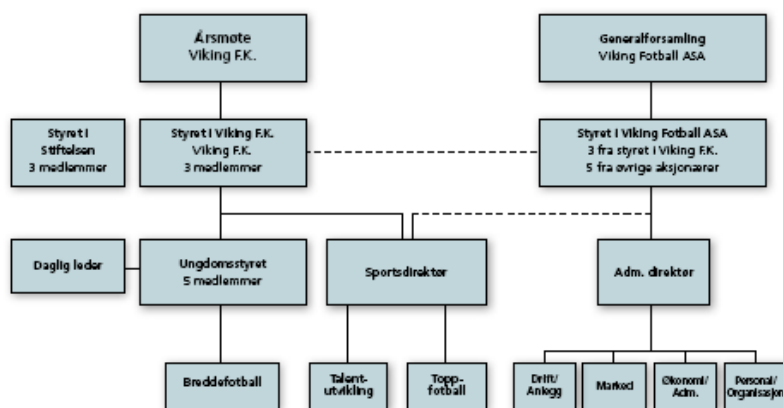 Årsmøte
Viking F.K.
Generalforsamling
Viking Fotball ASA
Styret i
Stiftelsen
3 medlemmer
Styret i Viking F.K.
Viking F.K.
3 medlemmer
Styret i Viking Fotball ASA
3 fra styret i Viking F.K.
5 fra øvrige aksjonærer
Daglig leder
Ungdomsstyret
5 medlemmer
Sportsdirektør
Adm. direktør
Breddefotball
Talent-
utvikling
Topp-
fotball
Drift/
Anlegg
Marked
Økonomi/
Adm.
Personal/
Organisasjon